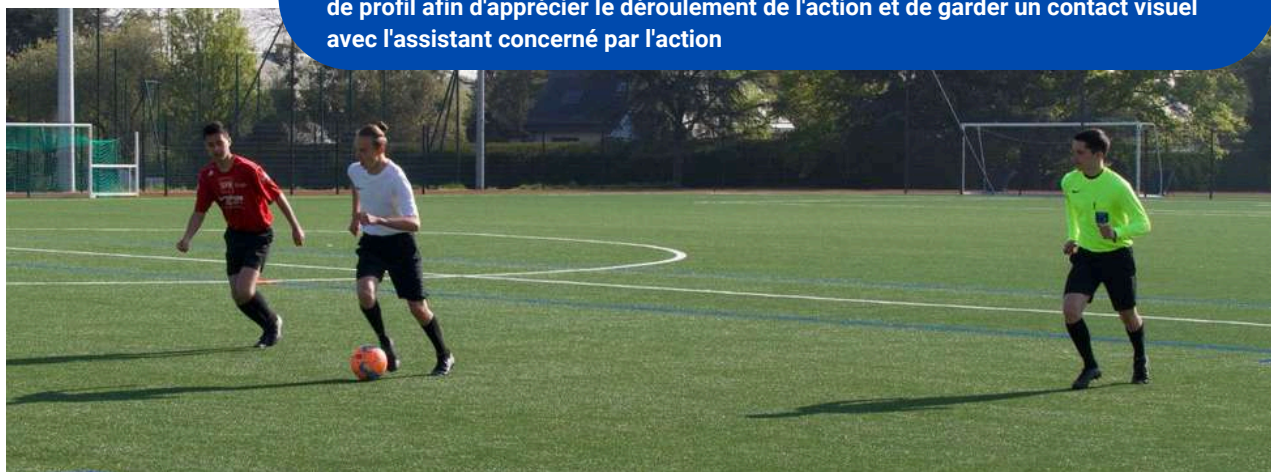 de profil afin d'apprécier le déroulement de l'action et de garder un contact visuel
avec l'assistant concerné par l'action